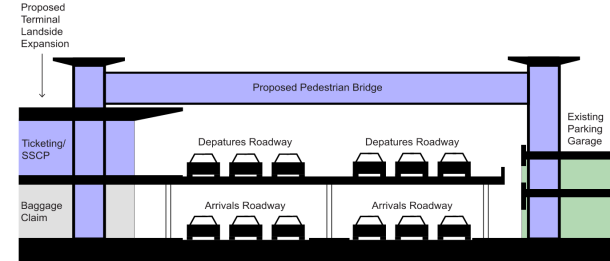 Proposed
Terminal
Landside
Expansion
Proposed Pedestrian Bridge
Existing
Parking
Garage
Ticketing/
SSCP
Depatures Roadway
Depatures Roadway
Baggage
Claim
Arrivals Roadway
Arrivals Roadway